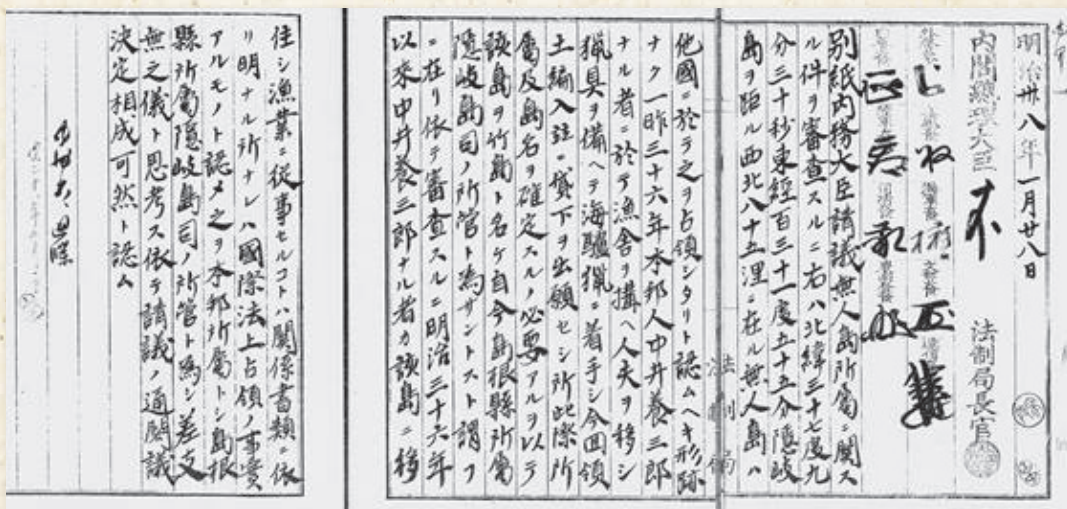 明治卅八年一月廿八日
内閣總理大臣
法制局長官
別紙内務大臣請議無人島所屬ニ関ス
ル件ヲ審査スルニ右ハ北緯三十七度九
分三十秒東経百三十一度五十五分隠岐
島ヲ距ル西北八十五浬ニ在ル無人島ハ
他國ニ於テ之ヲ占領シタリト認ムヘキ形跡
ナク一昨三十六年本邦人中井養三郎
ナル者ニ於テ漁舎ヲ構ヘ人夫ヲ移シ
猟具ヲ備ヘテ海驢猟ニ着手シ今回領
土編入並ニ貸下ヲ出願セシ所此際所
屬及島名ヲ確定スルノ必要アルヲ以テ
該島ヲ竹島ト名ケ自今島根縣所屬
隠岐島司ノ所管ト為サントスト謂フ
ニ在リ依テ審査スルニ明治三十六年
以来中井養三郎ナル者カ該島ニ移
住シ漁業ニ従事セルコトハ関係書類ニ依
リ明ナル所ナレハ國際法上占領ノ事實
アルモノト認メ之ヲ本邦所屬トシ島根
縣所屬隠岐島司ノ所管ト為シ差支
無之儀ト思考ス依テ請議ノ通閣議
決定相成可然ト認ム
法制局